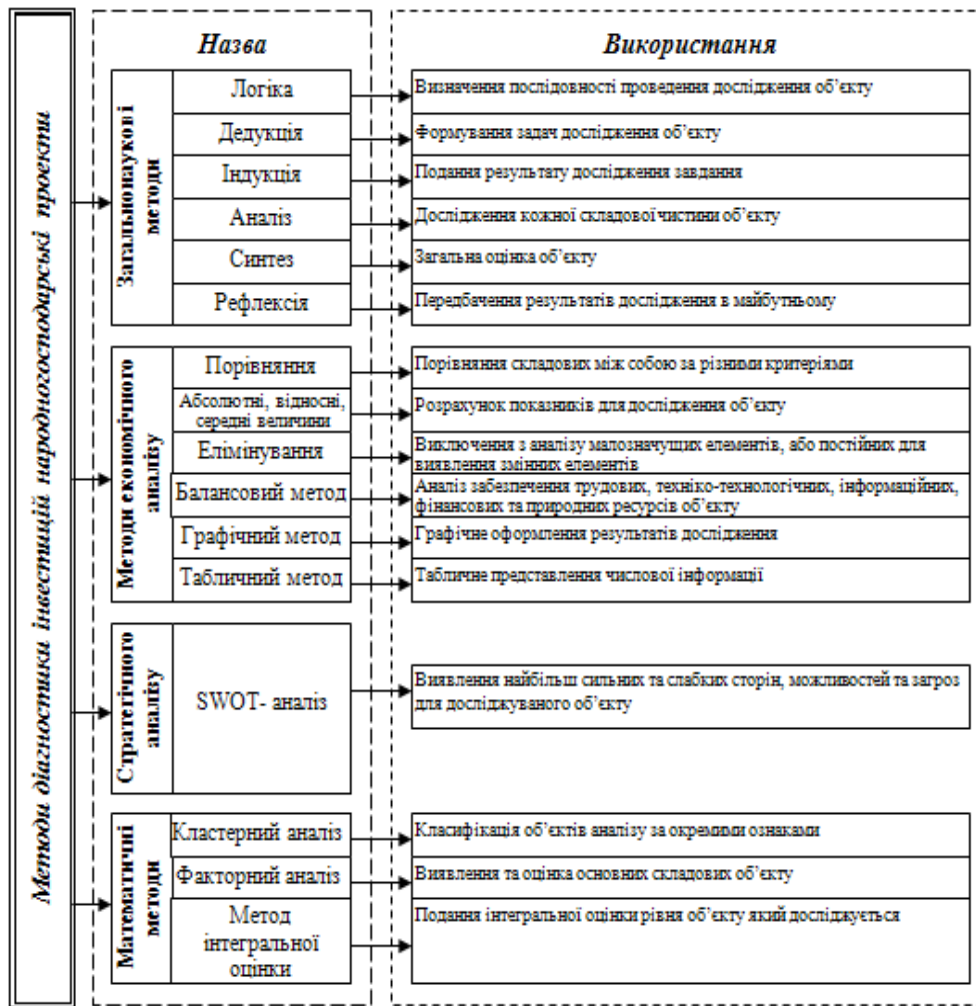 Методи діагностики інвестицій народногосподарські проекти
Назва
Використання
Загальнонаукові
методи
Логіка
Визначення послідовності проведення дослідження об’єкту
Дедукція
Формування задач дослідження об’єкту
Індукція
Подання результату дослідження завдання
Аналіз
Дослідження кожної складової чистини об’єкту
Синтез
Загальна оцінка об’єкту
Рефлексія
Передбачення результатів дослідження в майбутньому
Методи економічного
аналізу
Порівняння
Порівняння складових між собою за різними критеріями
Абсолютні, відносні,
середні величини
Розрахунок показників для дослідження об’єкту
Елімінування
Виключення з аналізу малозначущих елементів, або постійних для
виявлення змінних елементів
Балансовий метод
Аналіз забезпечення трудових, техніко-технологічних, інформаційних,
фінансових та природних ресурсів об’єкту
Графічний метод
Графічне оформлення результатів дослідження
Табличний метод
Табличне представлення числової інформації
Стратегічного
аналізу
SWOT- аналіз
Виявлення найбільш сильних та слабких сторін, можливостей та загроз
для досліджуваного об’єкту
Математичні
методи
Кластерний аналіз
Класифікація об’єктів аналізу за окремими ознаками
Факторний аналіз
Виявлення та оцінка основних складових об’єкту
Метод
інтегральної
оцінки
Подання інтегральної оцінки рівня об’єкту який досліджується